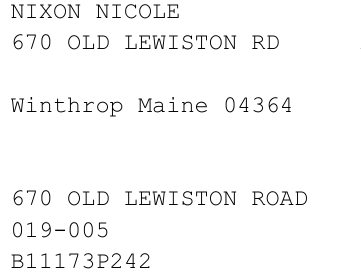 NIXON NICOLE
670 OLD LEWISTON RD
Winthrop Maine 04364
670 OLD LEWISTON ROAD
019-005
B11173P242